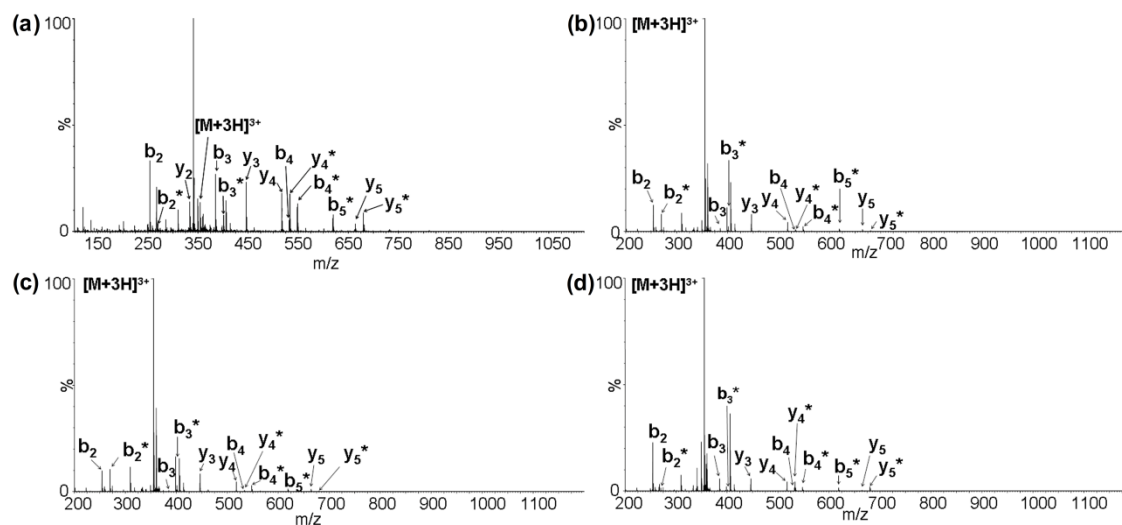 (a)
100
%
0
[M+3H]³⁺
b₂
b₂*
y₂
b₃
b₃*
y₃
y₄
b₄
y₄*
b₄*
b₅*
y₅
y₅*
150 250 350 450 550 650 750 850 950 1050
m/z
(b)
100
%
0
[M+3H]³⁺
b₂
b₂*
b₃
b₃*
y₃
y₄
b₄
y₄*
b₄*
b₅*
y₅
y₅*
200 300 400 500 600 700 800 900 1000 1100
m/z
(c)
100
%
0
[M+3H]³⁺
b₂
b₂*
b₃
b₃*
y₃
y₄
b₄
y₄*
b₄*
b₅*
y₅
y₅*
200 300 400 500 600 700 800 900 1000 1100
m/z
(d)
100
%
0
[M+3H]³⁺
b₂
b₂*
b₃
b₃*
y₃
y₄
b₄
y₄*
b₄*
b₅*
y₅
y₅*
200 300 400 500 600 700 800 900 1000 1100
m/z